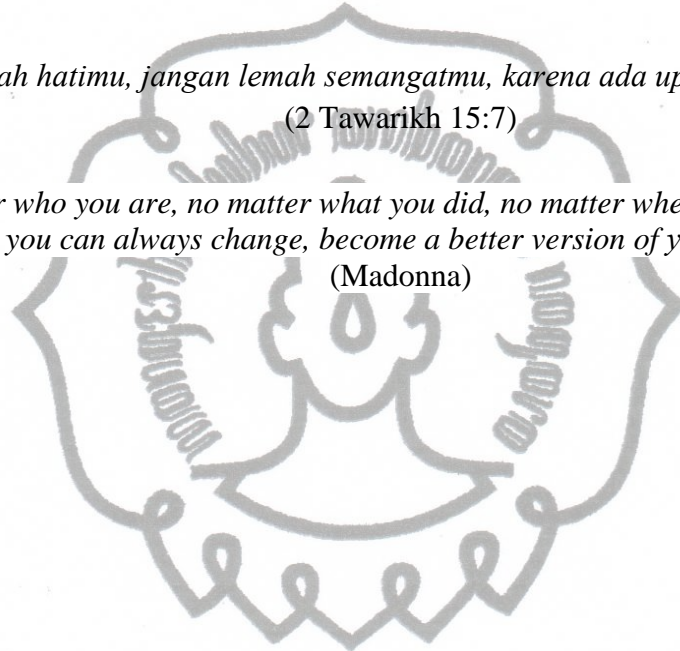 ah hatimu, jangan lemah semangatmu, karena ada up
(2 Tawarikh 15:7)
r who you are, no matter what you did, no matter whe
you can always change, become a better version of y
(Madonna)